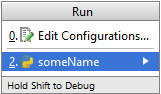 Run
0. Edit Configurations...
2. someName
Hold Shift to Debug